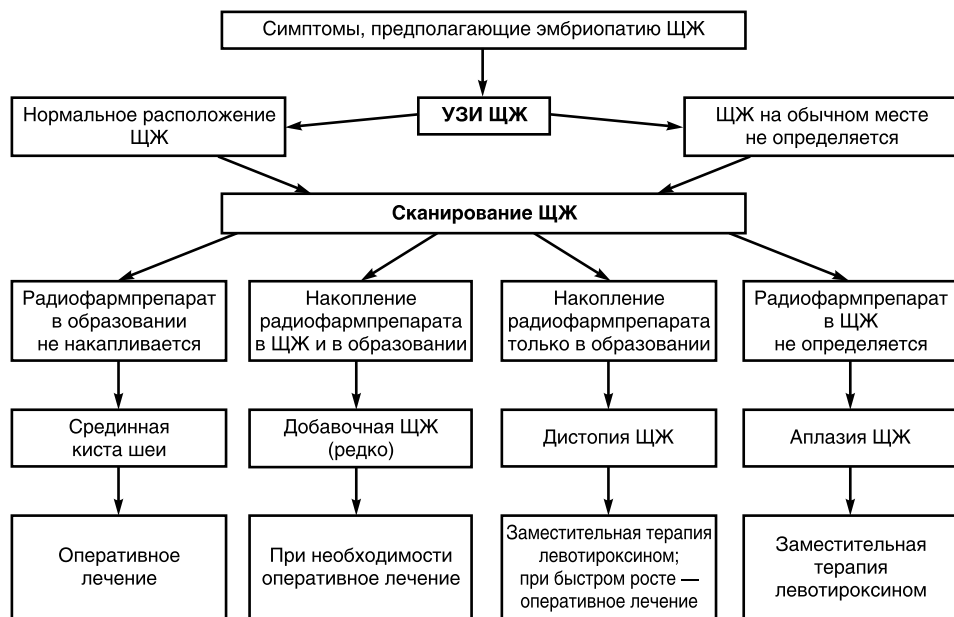 Симптомы, предполагающие эмбриопатию ЩЖ
Нормальное расположение
ЩЖ
УЗИ ЩЖ
ЩЖ на обычном месте
не определяется
Сканирование ЩЖ
Радиофармпрепарат
в образовании
не накапливается
Накопление
радиофармпрепарата
в ЩЖ и в образовании
Накопление
радиофармпрепарата
только в образовании
Радиофармпрепарат
в ЩЖ
не определяется
Срединная
киста шеи
Добавочная ЩЖ
(редко)
Дистопия ЩЖ
Аплазия ЩЖ
Оперативное
лечение
При необходимости
оперативное лечение
Заместительная терапия
левотироксином;
при быстром росте —
оперативное лечение
Заместительная
терапия
левотироксином